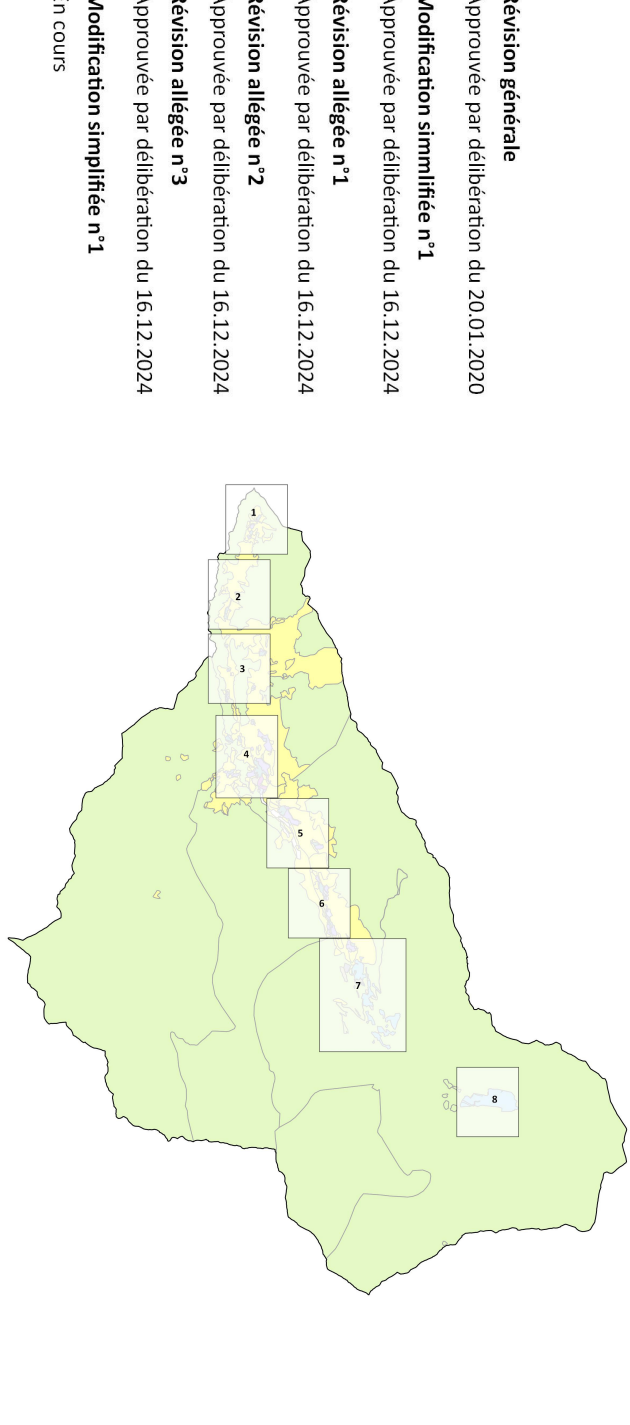 Révision générale
Approuvée par délibération du 20.01.2020
Modification simmlifiée n°1
Approuvée par délibération du 16.12.2024
Révision allégée n°1
Approuvée par délibération du 16.12.2024
Révision allégée n°2
Approuvée par délibération du 16.12.2024
Révision allégée n°3
Approuvée par délibération du 16.12.2024
Modification simplifiée n°1
En cours
1
2
3
4
5
6
7
8